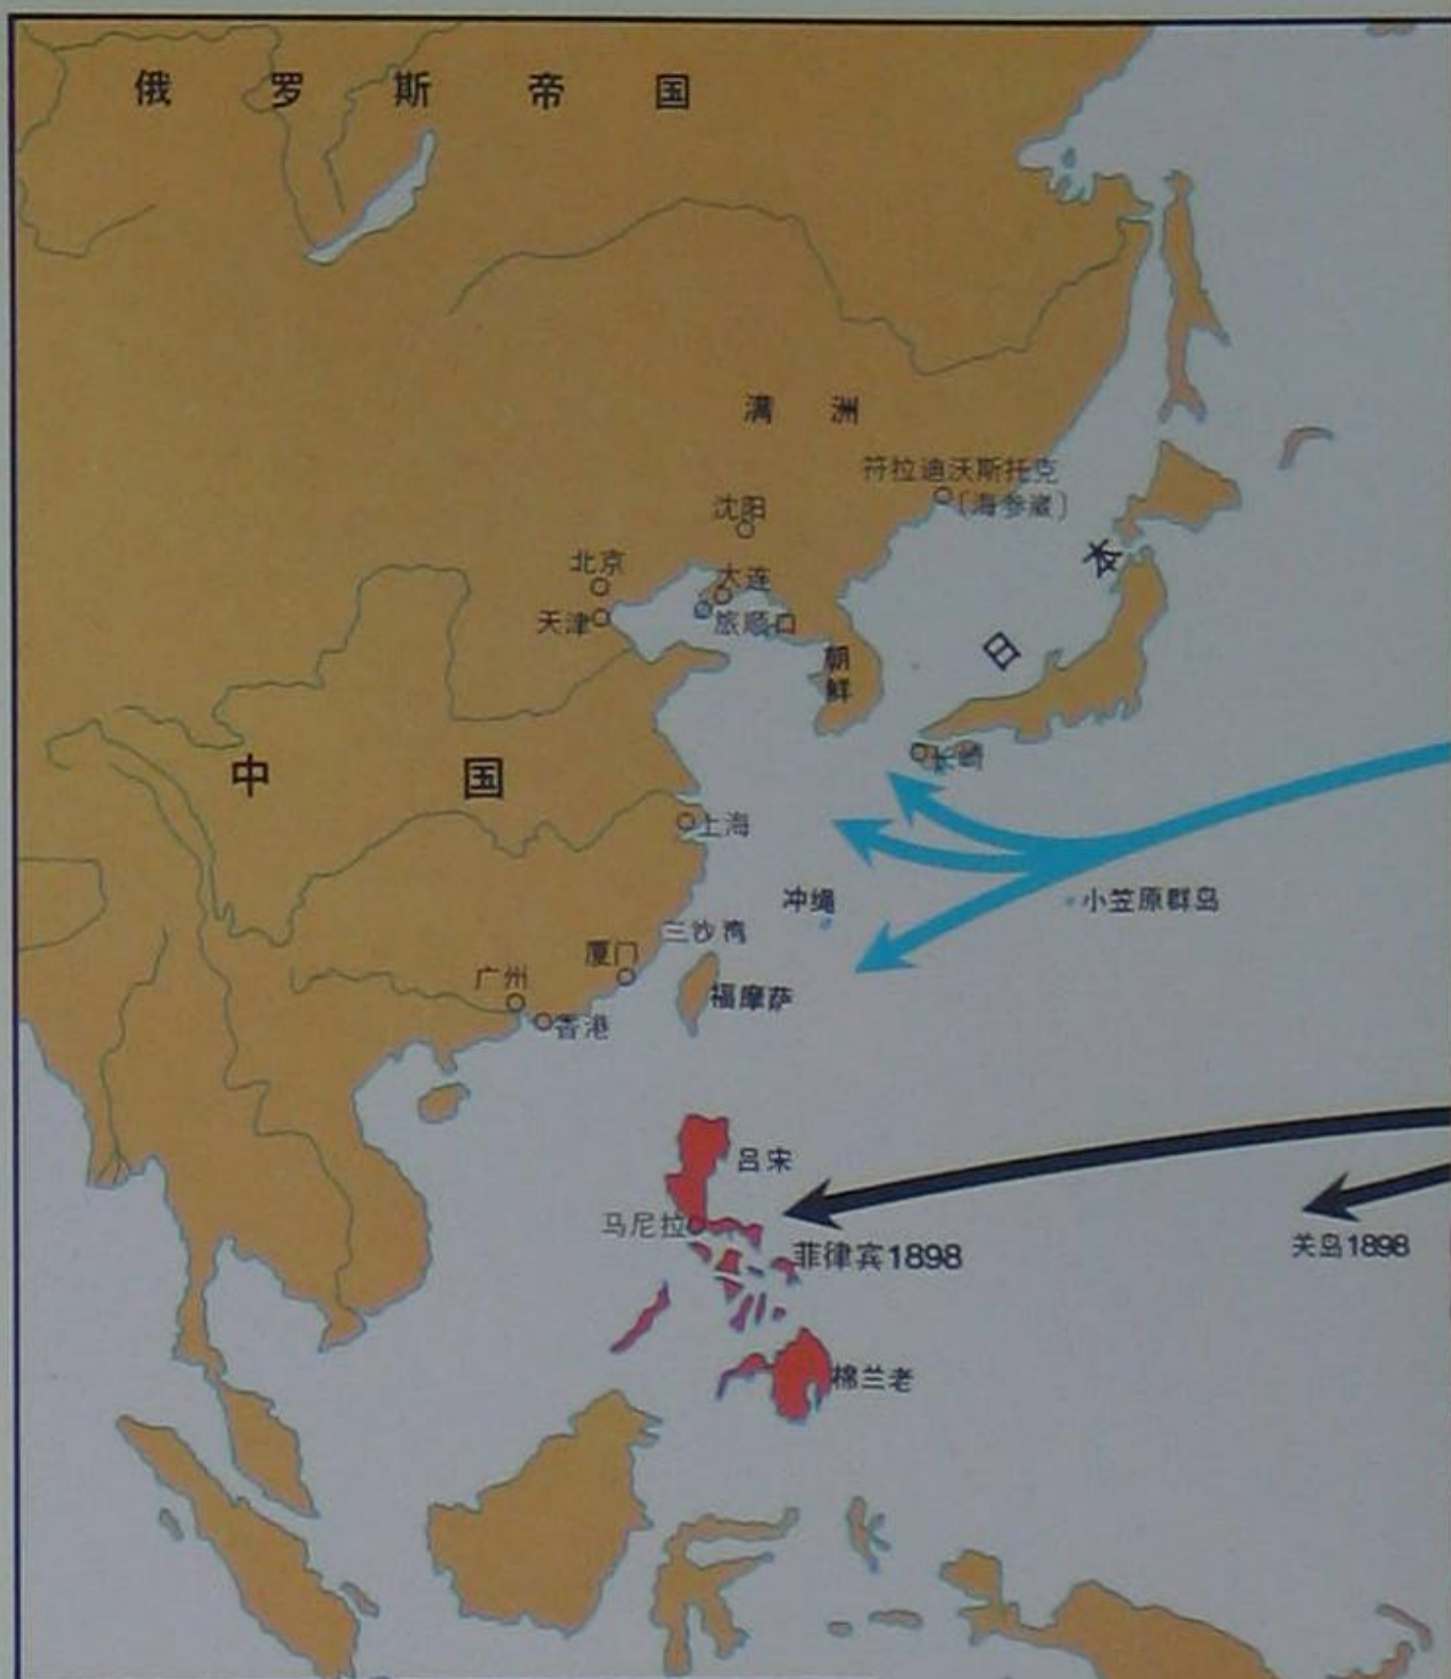 俄罗斯帝国
满洲
符拉迪沃斯托克
(海参崴)
沈阳
北京
大连
天津
旅顺口
朝鲜
日本
长崎
中国
上海
冲绳
小笠原群岛
三沙湾
厦门
广州
福摩萨
香港
吕宋
马尼拉
菲律宾1898
关岛1898
棉兰老